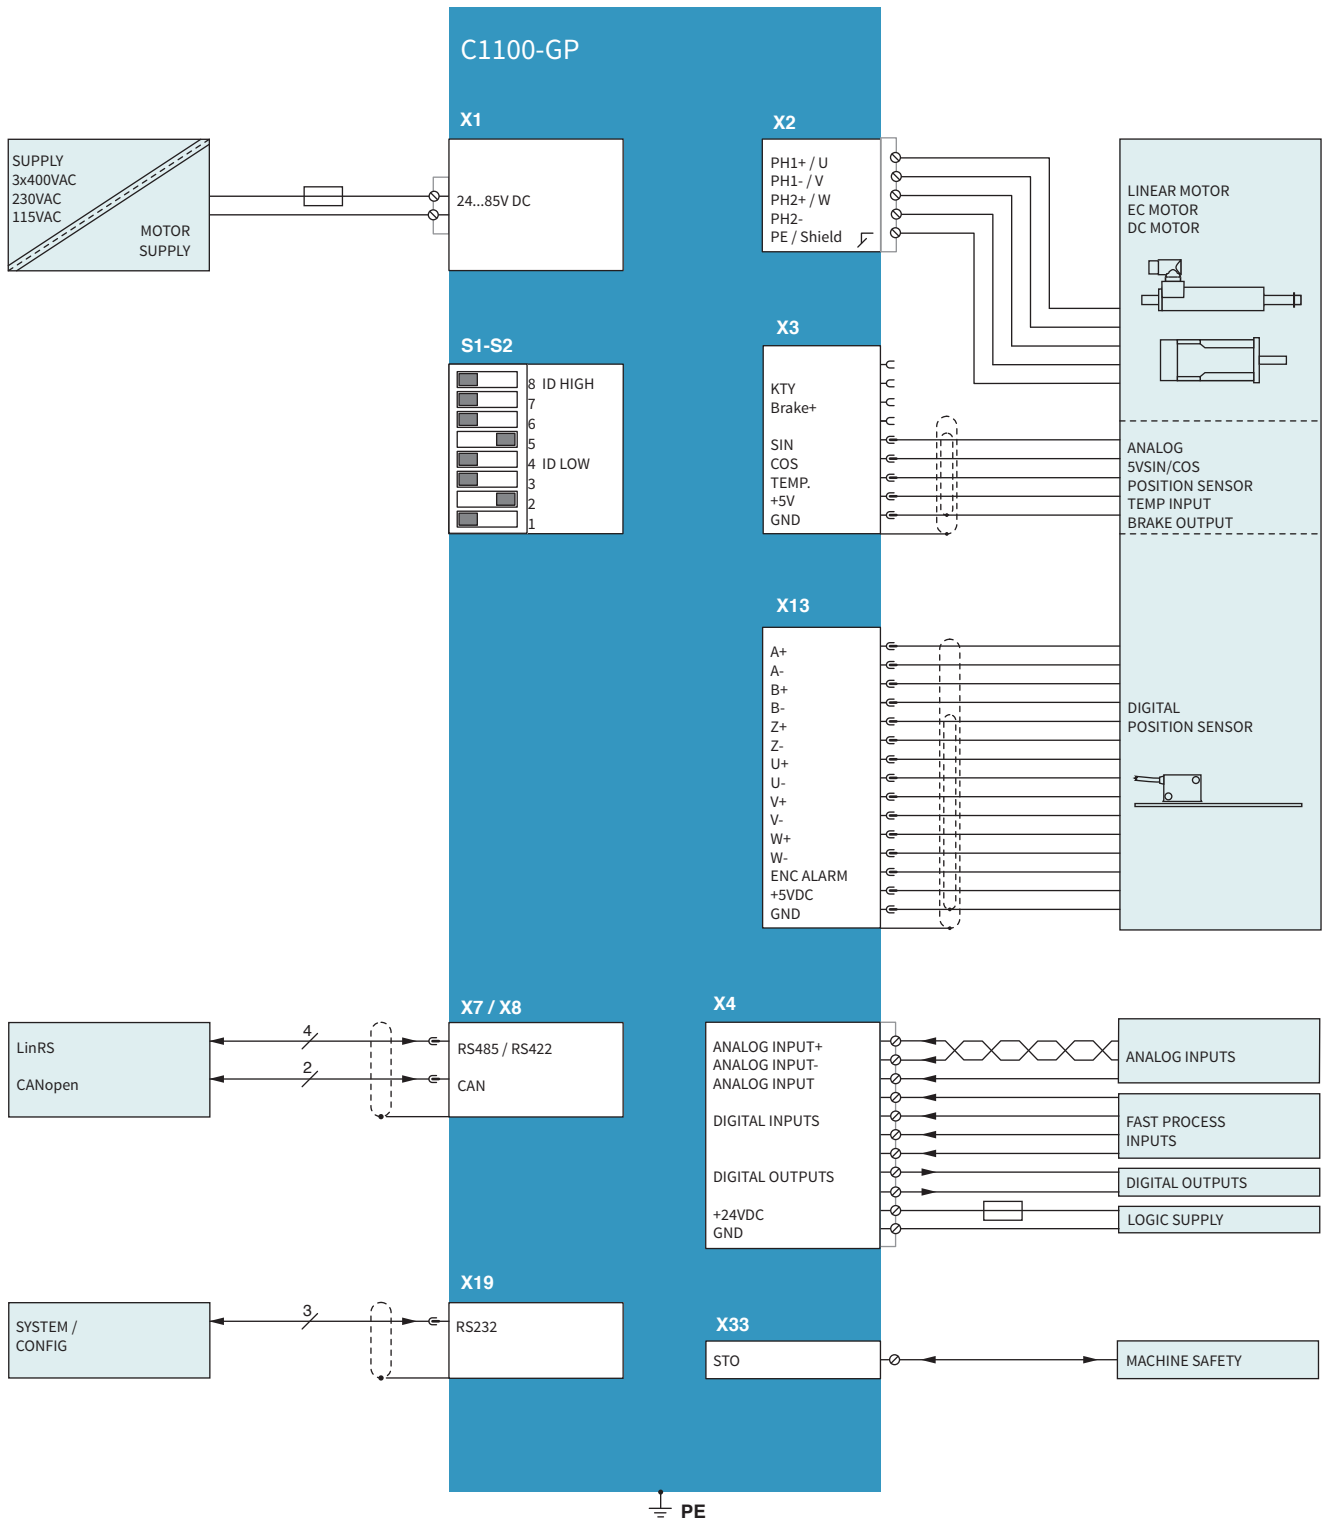 C1100-GP
X1
SUPPLY
3x400VAC
230VAC
115VAC
MOTOR
SUPPLY
24...85V DC
X2
PH1+ / U
PH1- / V
PH2+ / W
PH2-
PE / Shield
LINEAR MOTOR
EC MOTOR
DC MOTOR
S1-S2
8 ID HIGH
7
6
5
4 ID LOW
3
2
1
X3
KTY
Brake+
SIN
COS
TEMP.
+5V
GND
ANALOG
5VSIN/COS
POSITION SENSOR
TEMP INPUT
BRAKE OUTPUT
X13
A+
A-
B+
B-
Z+
Z-
U+
U-
V+
V-
W+
W-
ENC ALARM
+5VDC
GND
DIGITAL
POSITION SENSOR
X7 / X8
LinRS
CANopen
4
2
RS485 / RS422
CAN
X4
ANALOG INPUT+
ANALOG INPUT-
ANALOG INPUT
DIGITAL INPUTS
DIGITAL OUTPUTS
+24VDC
GND
ANALOG INPUTS
FAST PROCESS
INPUTS
DIGITAL OUTPUTS
LOGIC SUPPLY
X19
SYSTEM /
CONFIG
3
RS232
X33
STO
MACHINE SAFETY
PE